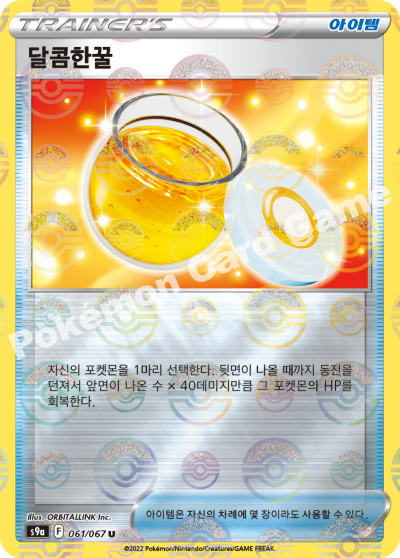 TRAINER'S
아이템
달콤한꿀
Pokémon Card Game
자신의 포켓몬을 1마리 선택한다. 뒷면이 나올 때까지 동전을
던져서 앞면이 나온 수 × 40데미지만큼 그 포켓몬의 HP를
회복한다.
Illus. ORBITALLINK Inc.
s9a F 061/067 U
아이템은 자신의 차례에 몇 장이라도 사용할 수 있다.
©2022 Pokémon/Nintendo/Creatures/GAME FREAK.